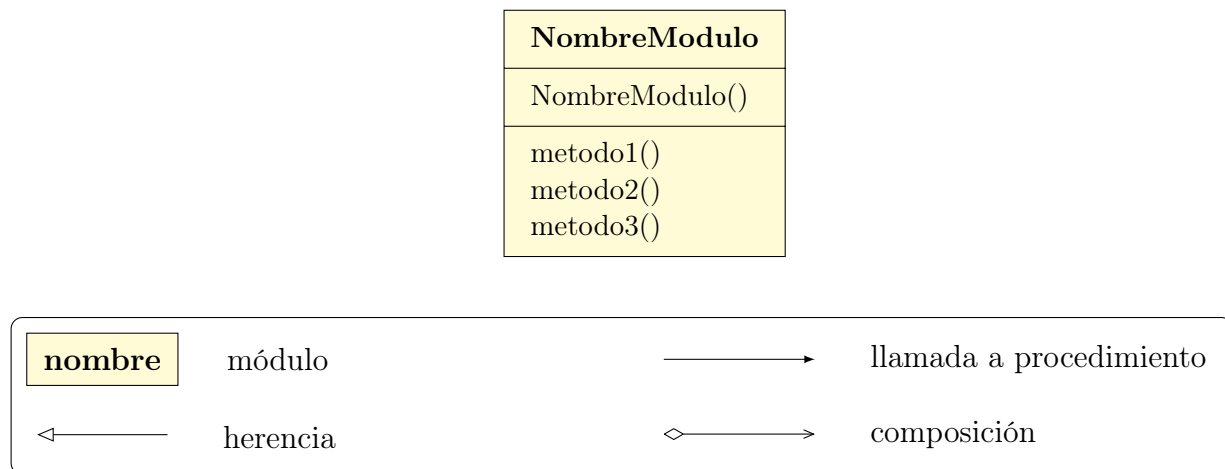 NombreModulo
NombreModulo()
metodo1()
metodo2()
metodo3()
nombre módulo llamada a procedimiento
herencia composición